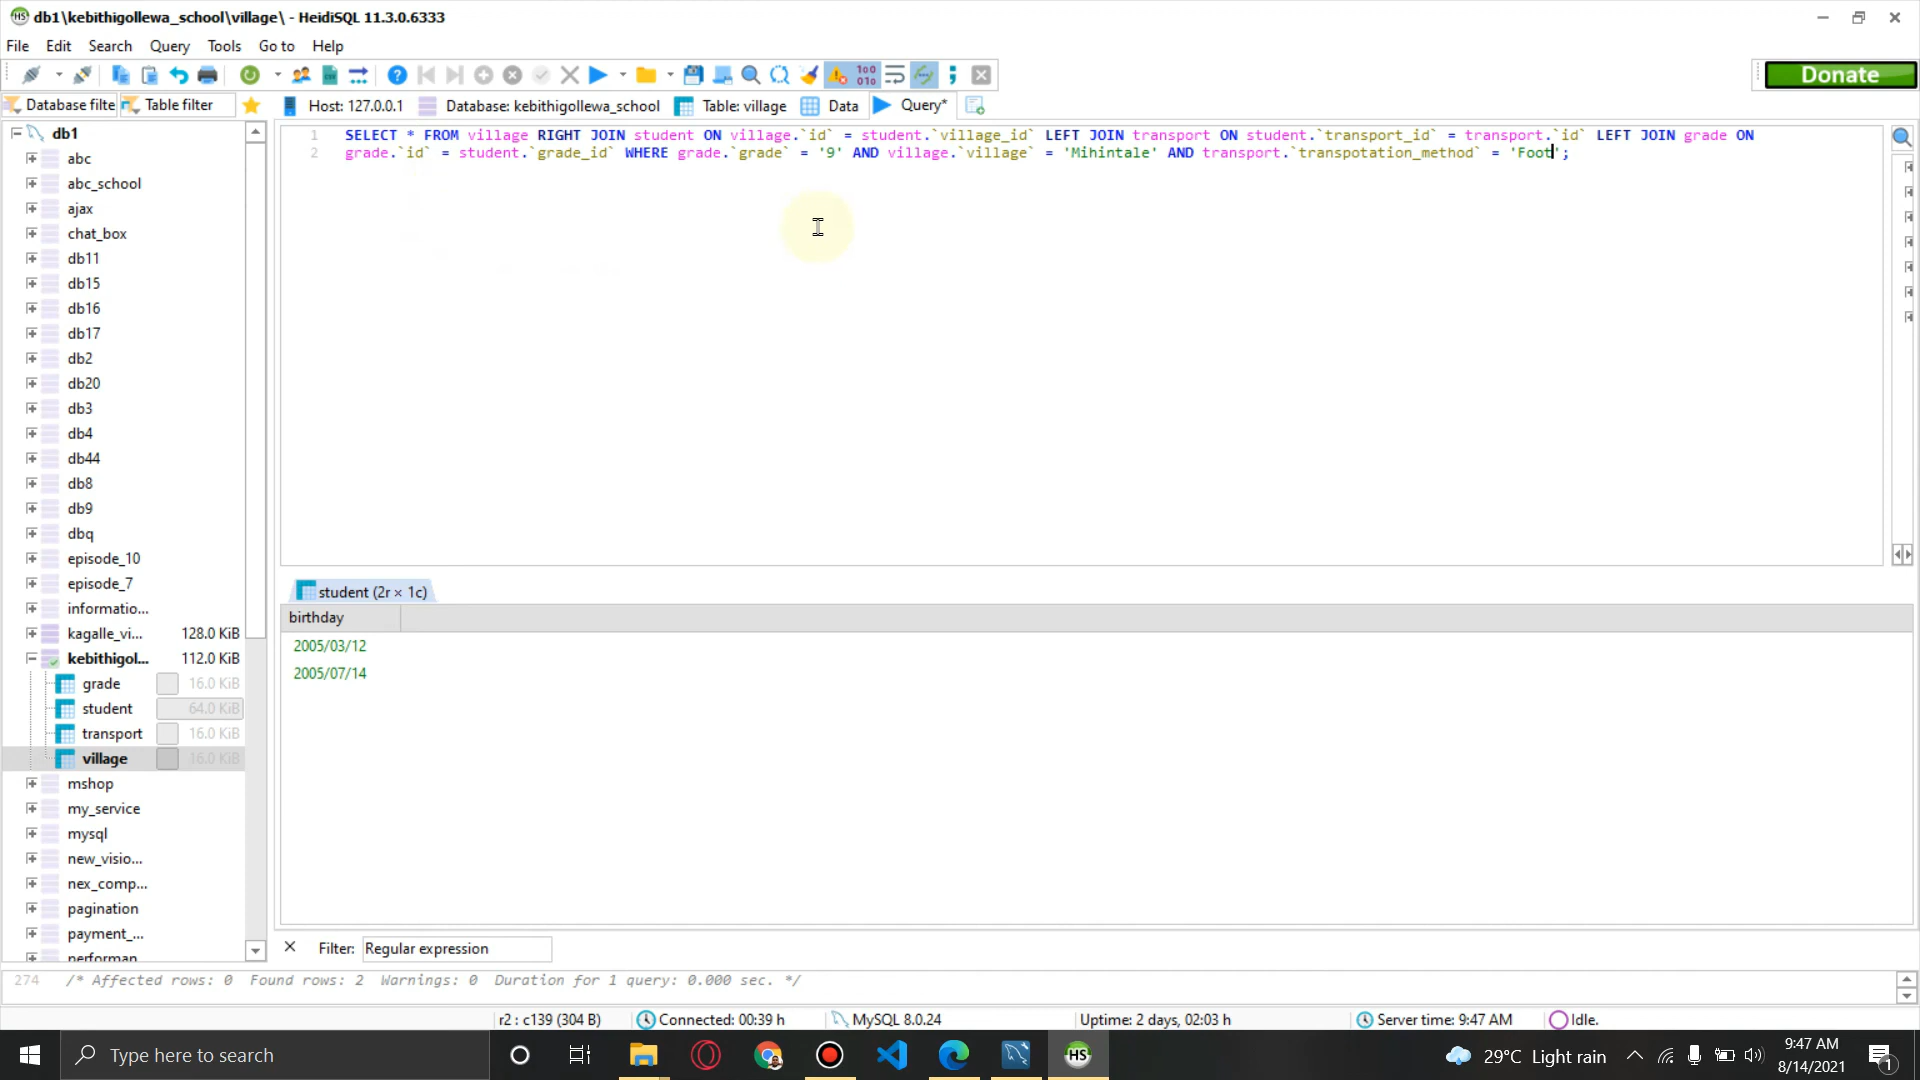 db1\kebithigollewa_school\village\ - HeidiSQL 11.3.0.6333
File Edit Search Query Tools Go to Help
Donate
Database filte Table filter Host: 127.0.0.1 Database: kebithigollewa_school Table: village Data Query*
1 SELECT * FROM village RIGHT JOIN student ON village.`id` = student.`village_id` LEFT JOIN transport ON student.`transport_id` = transport.`id` LEFT JOIN grade ON
2 grade.`id` = student.`grade_id` WHERE grade.`grade` = '9' AND village.`village` = 'Mihintale' AND transport.`transpotation_method` = 'Foot';
db1
abc
abc_school
ajax
chat_box
db11
db15
db16
db17
db2
db20
db3
db4
db44
db8
db9
dbq
episode_10
episode_7
informatio...
kagalle_vi... 128.0 KiB
kebithigol... 112.0 KiB
grade 16.0 KiB
student 64.0 KiB
transport 16.0 KiB
village 16.0 KiB
mshop
my_service
mysql
new_visio...
nex_comp...
pagination
payment_...
performan
student (2r × 1c)
birthday
2005/03/12
2005/07/14
Filter: Regular expression
274 /* Affected rows: 0 Found rows: 2 Warnings: 0 Duration for 1 query: 0.000 sec. */
r2 : c139 (304 B) Connected: 00:39 h MySQL 8.0.24 Uptime: 2 days, 02:03 h Server time: 9:47 AM Idle.
Type here to search
HS
29°C Light rain
9:47 AM
8/14/2021
1